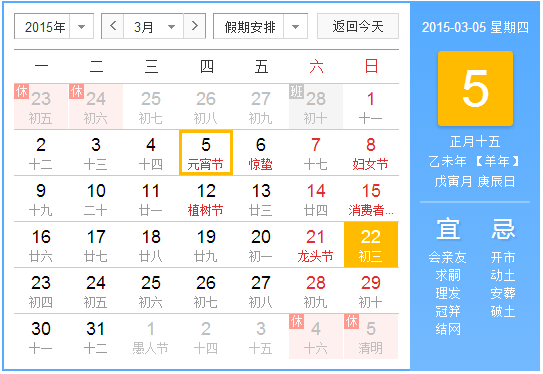 2015年 3月 假期安排 返回今天
一 二 三 四 五 六 日
休 休 班
23 24 25 26 27 28 1
初五 初六 初七 初八 初九 初十 十一
2 3 4 5 6 7 8
十二 十三 十四 元宵节 惊蛰 十七 妇女节
9 10 11 12 13 14 15
十九 二十 廿一 植树节 廿三 廿四 消费者...
16 17 18 19 20 21 22
廿六 廿七 廿八 廿九 初一 龙头节 初三
23 24 25 26 27 28 29
初四 初五 初六 初七 初八 初九 初十
休 休
30 31 1 2 3 4 5
十一 十二 愚人节 十四 十五 十六 清明
2015-03-05 星期四
5
正月十五
乙未年 【羊年】
戊寅月 庚辰日
宜 忌
会亲友 开市
求嗣 动土
理发 安葬
冠笄 破土
结网